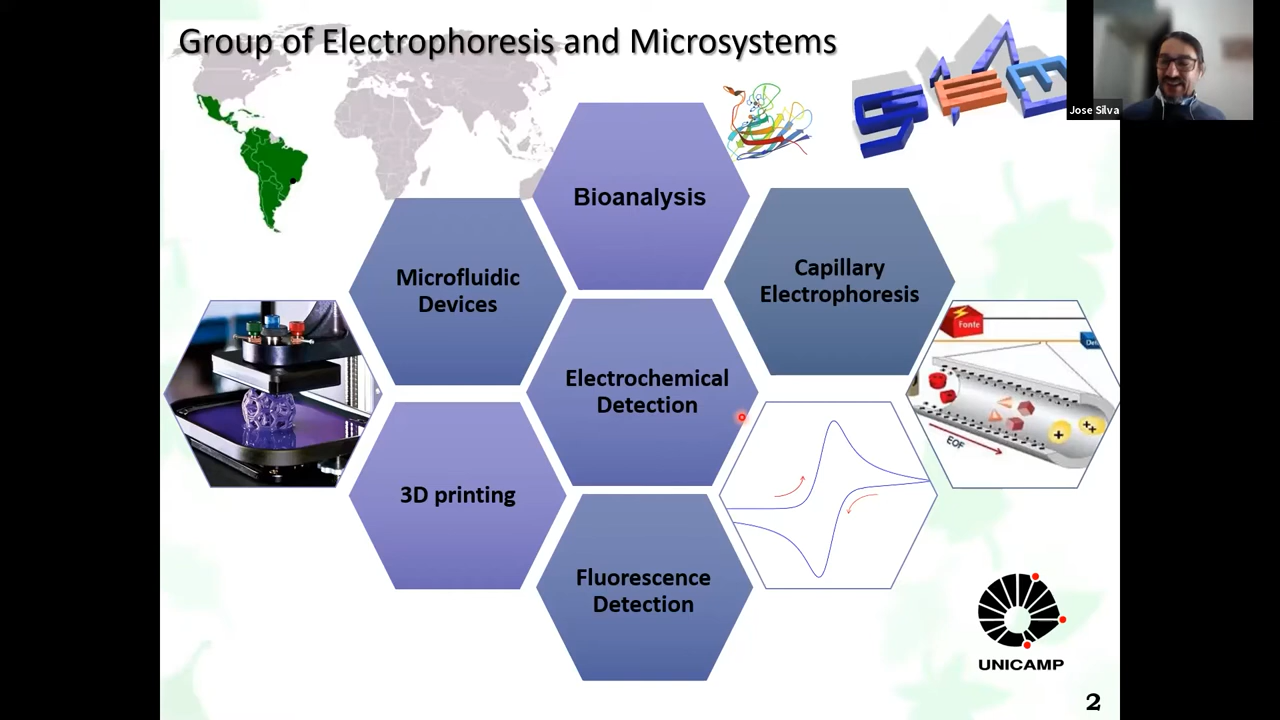 Group of Electrophoresis and Microsystems
Jose Silva
Bioanalysis
Microfluidic
Devices
Capillary
Electrophoresis
Fonte
Electrochemical
Detection
EOF
+
++
3D printing
Fluorescence
Detection
UNICAMP
2